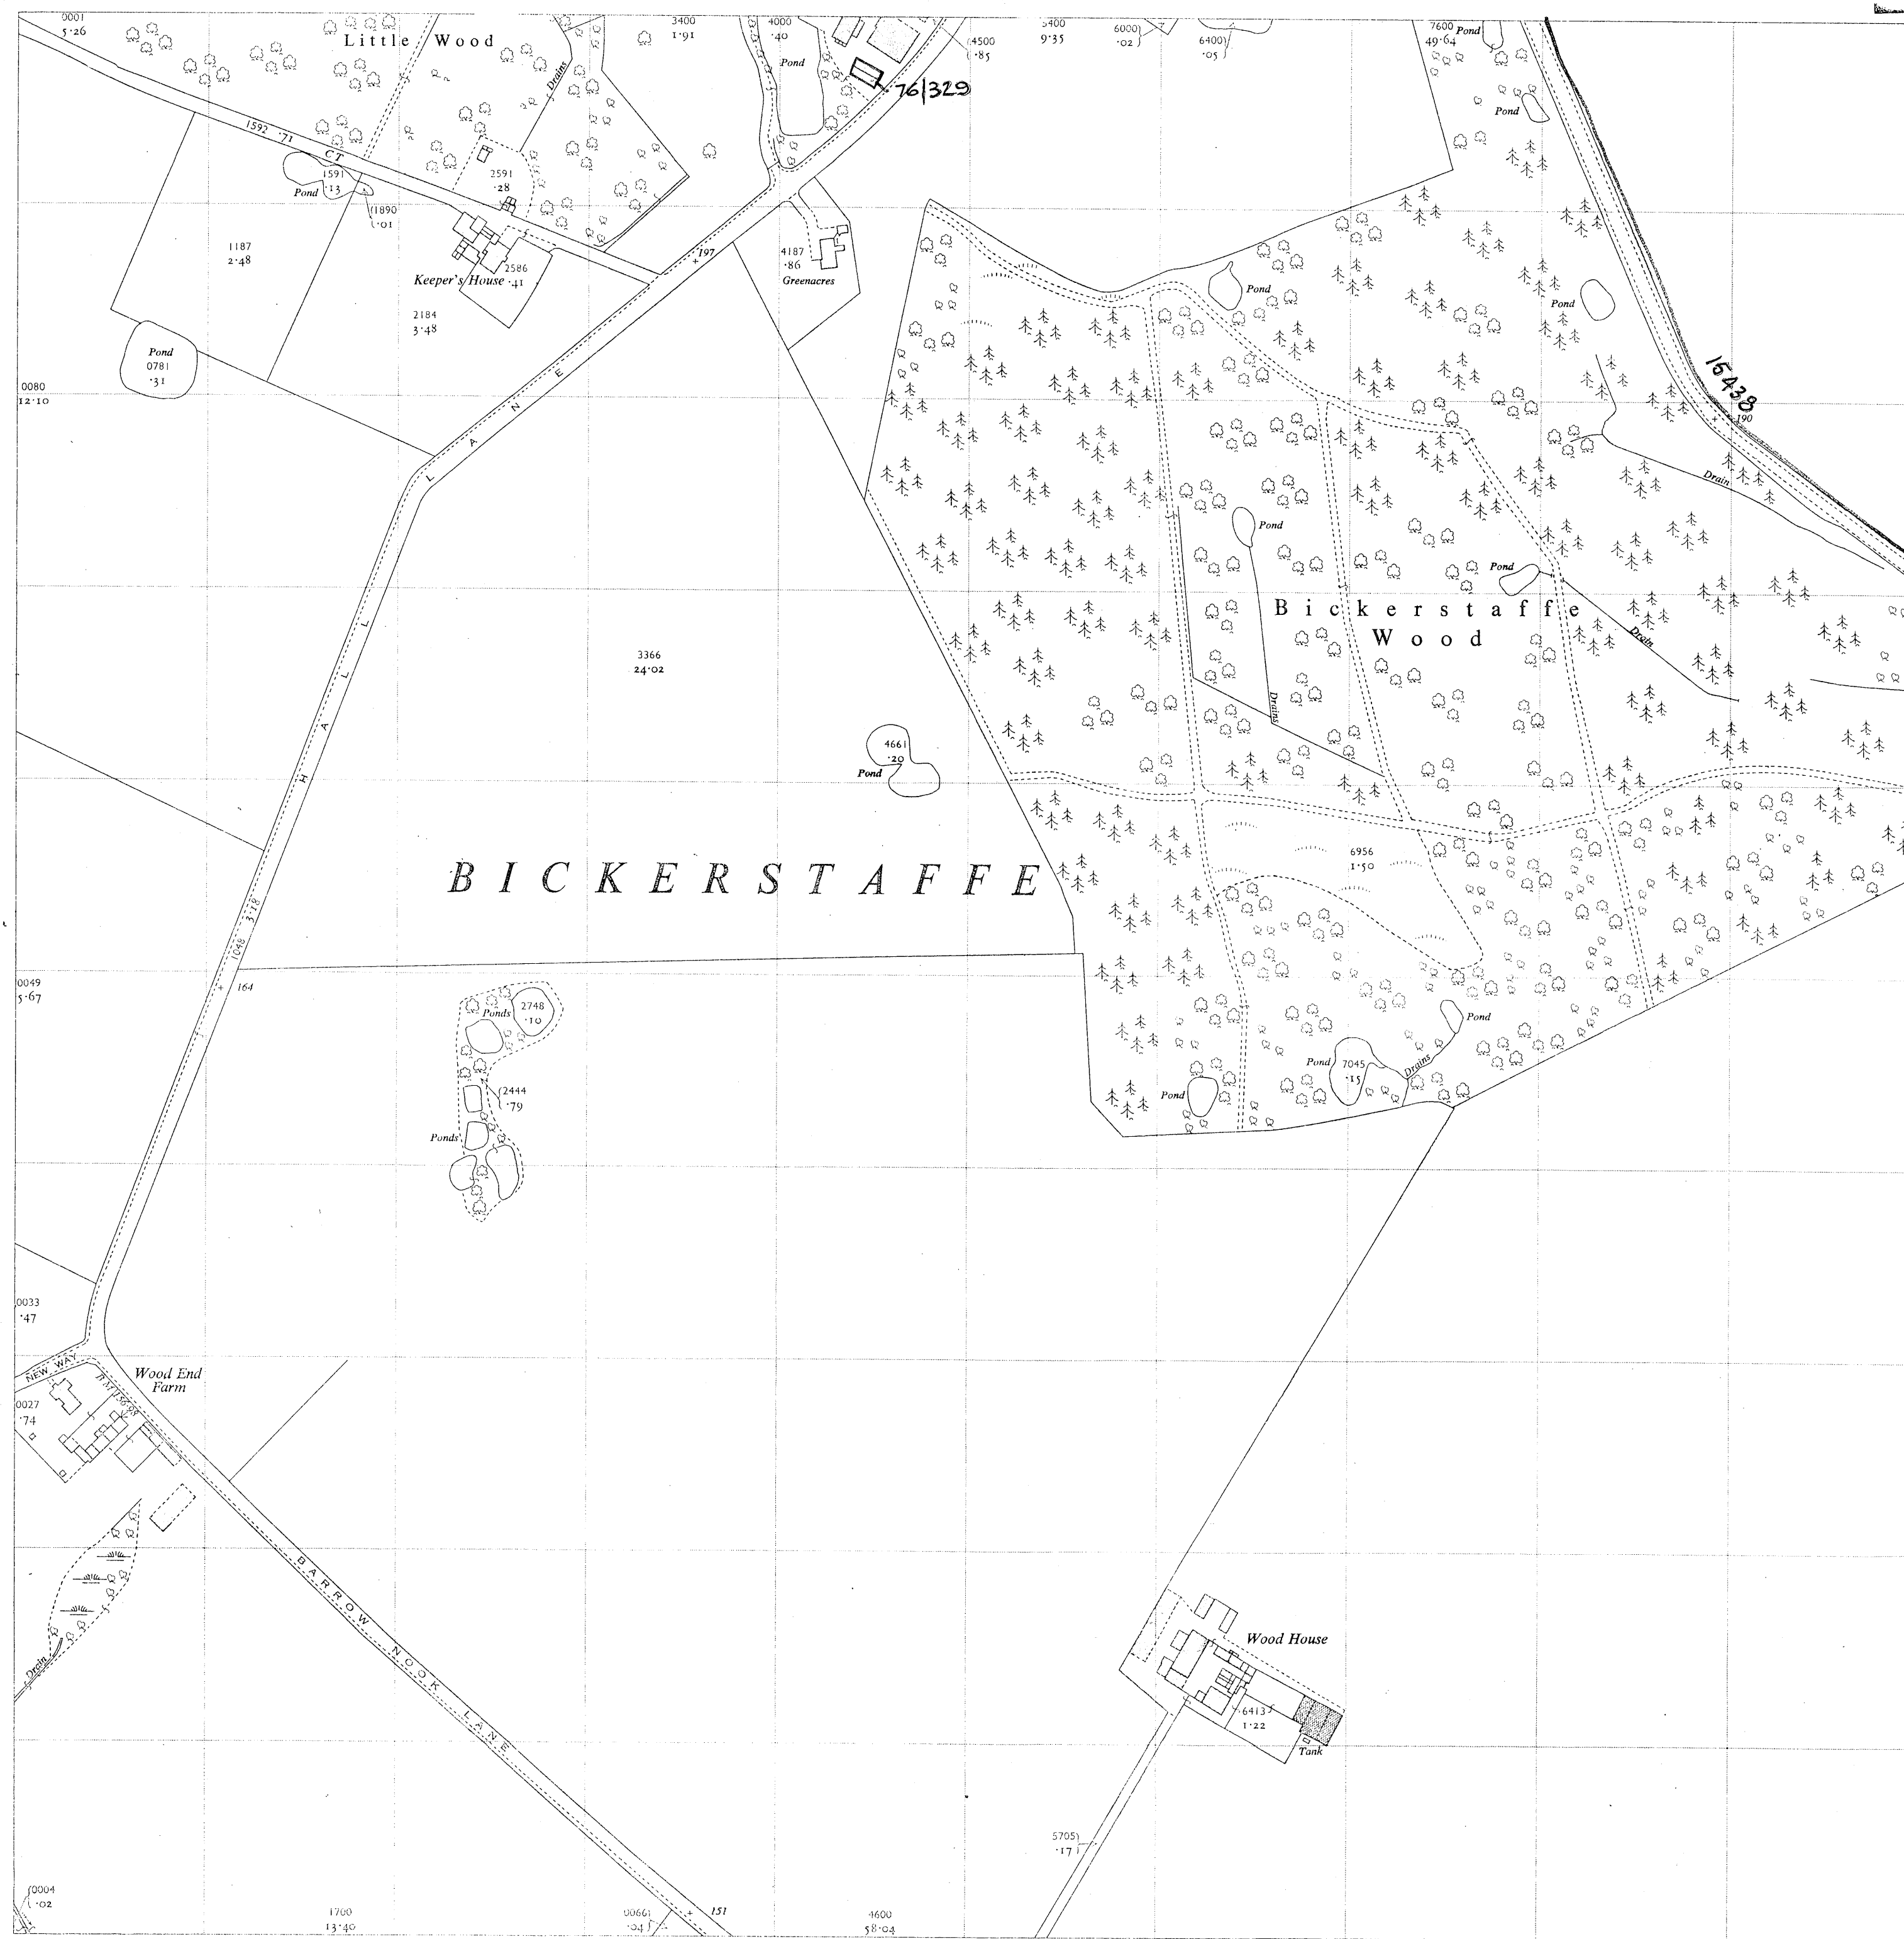 0001
5·26
Little Wood
Drains
3400
1·91
4000
·40
Pond
76/329
4500
·85
5400
9·35
6000
·02
6400
·05
7600
49·64
Pond
Pond
1592 ·71
CT
1591
·13
Pond
1890
·01
2591
·28
1187
2·48
2586
·41
Keeper's House
2184
3·48
197
4187
·86
Greenacres
Pond
Pond
Pond
0781
·31
0080
12·10
15438
190
Drain
HALL LANE
Pond
Pond
Bickerstaffe
Wood
Drain
3366
24·02
Drains
4661
·20
Pond
BICKERSTAFFE
6956
1·50
1048 3·18
0049
5·67
164
2748
·10
Ponds
Pond
Pond
7045
·15
Drains
2444
·79
Pond
Ponds
0033
·47
NEW WAY
Wood End
Farm
0027
·74
BARROW NOOK LANE
Drain
Wood House
6413
1·22
Tank
5705
·17
0004
·02
1700
13·40
0066
·04
151
4600
58·04